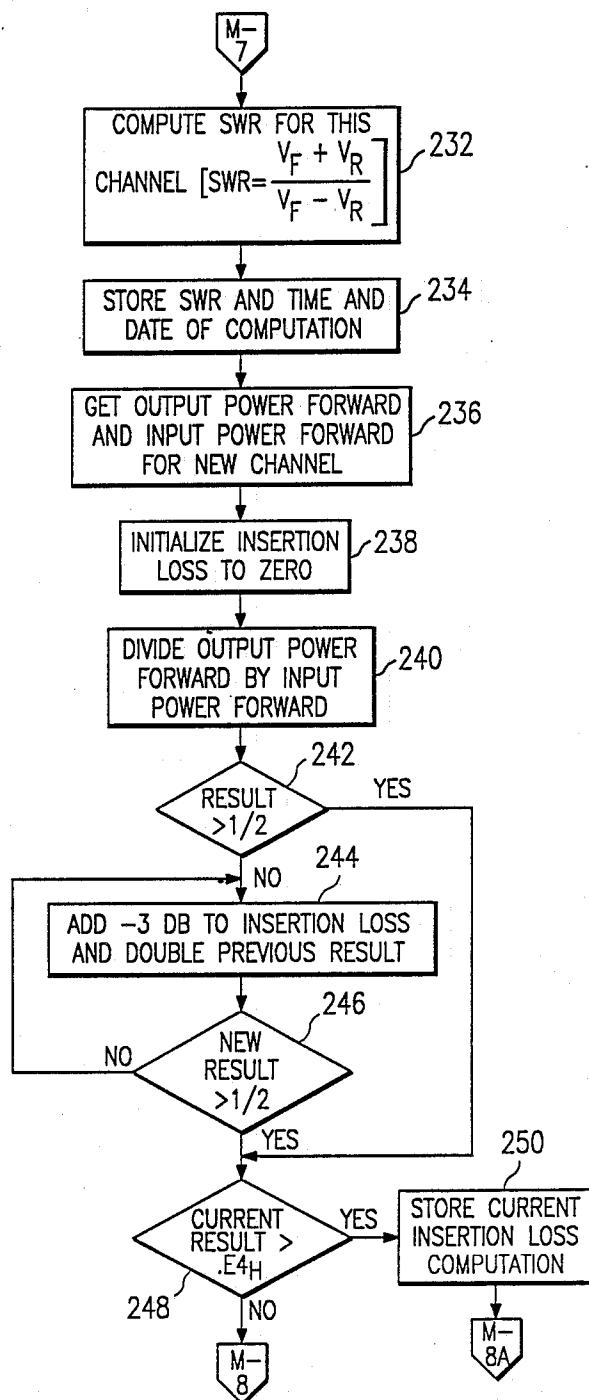 M-
7
COMPUTE SWR FOR THIS
CHANNEL [SWR= V_F + V_R / V_F − V_R ]
232
STORE SWR AND TIME AND
DATE OF COMPUTATION
234
GET OUTPUT POWER FORWARD
AND INPUT POWER FORWARD
FOR NEW CHANNEL
236
INITIALIZE INSERTION
LOSS TO ZERO
238
DIVIDE OUTPUT POWER
FORWARD BY INPUT
POWER FORWARD
240
242
RESULT
>1/2
YES
NO
244
ADD −3 DB TO INSERTION LOSS
AND DOUBLE PREVIOUS RESULT
246
NEW
RESULT
>1/2
NO
YES
250
CURRENT
RESULT >
.E4_H
YES
248
NO
STORE CURRENT
INSERTION LOSS
COMPUTATION
M-
8
M-
8A